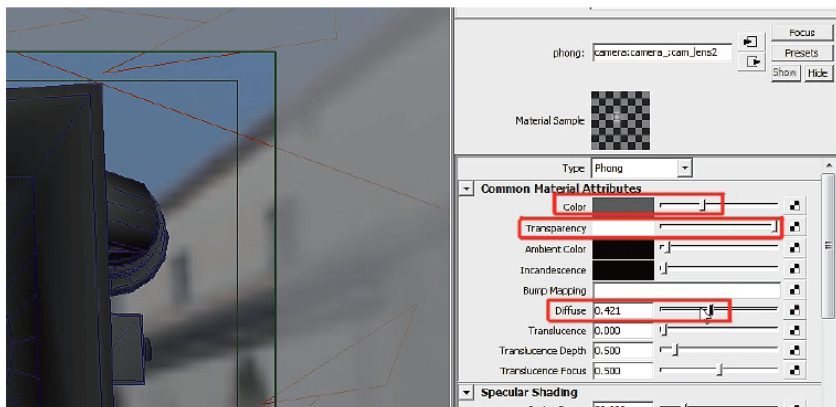 Focus
phong: camera:camera_:cam_lens2
Presets
Show Hide
Material Sample
Type Phong
Common Material Attributes
Color
Transparency
Ambient Color
Incandescence
Bump Mapping
Diffuse 0.421
Translucence 0.000
Translucence Depth 0.500
Translucence Focus 0.500
Specular Shading